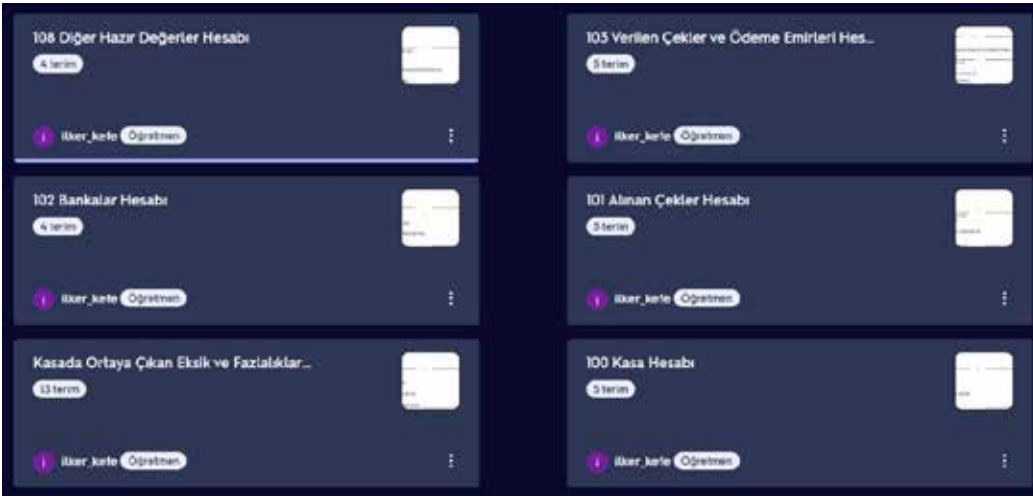 108 Diğer Hazır Değerler Hesabı
4 terim
ilker_kefe Öğretmen
103 Verilen Çekler ve Ödeme Emirleri Hes...
5 terim
ilker_kefe Öğretmen
102 Bankalar Hesabı
4 terim
ilker_kefe Öğretmen
101 Alınan Çekler Hesabı
5 terim
ilker_kefe Öğretmen
Kasada Ortaya Çıkan Eksik ve Fazlalıklar...
13 terim
ilker_kefe Öğretmen
100 Kasa Hesabı
5 terim
ilker_kefe Öğretmen